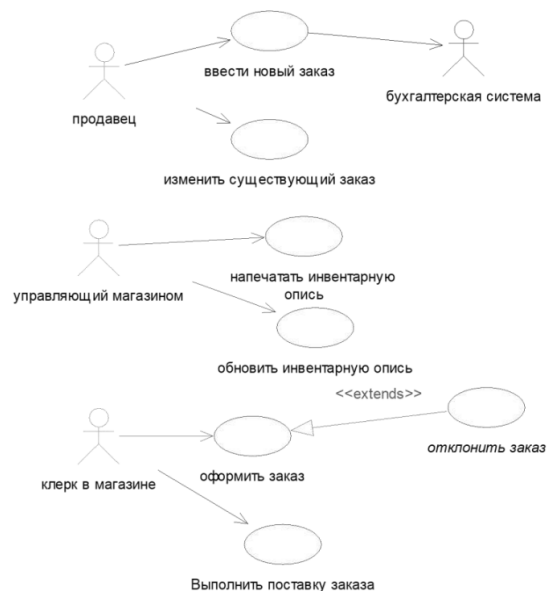 ввести новый заказ
бухгалтерская система
продавец
изменить существующий заказ
напечатать инвентарную
опись
управляющий магазином
обновить инвентарную опись
<<extends>>
отклонить заказ
оформить заказ
клерк в магазине
Выполнить поставку заказа